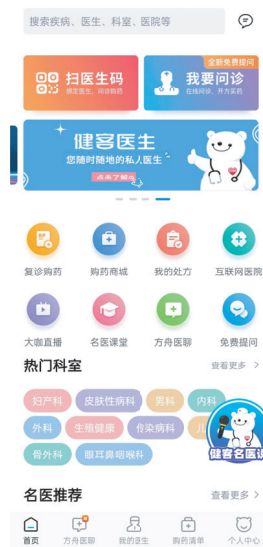 搜索疾病、医生、科室、医院等
扫医生码
绑定医生，问诊购药
全新免费提问
我要问诊
在线问诊，开方买药
健客医生
您随时随地的私人医生
点击了解
复诊购药
购药商城
我的处方
互联网医院
大咖直播
名医课堂
方舟医聊
免费提问
热门科室
查看更多 >
妇产科
皮肤性病科
男科
内科
外科
生殖健康
传染病科
儿
骨外科
眼耳鼻咽喉科
健客名医说
名医推荐
查看更多 >
首页
方舟医聊
我的医生
购药清单
个人中心